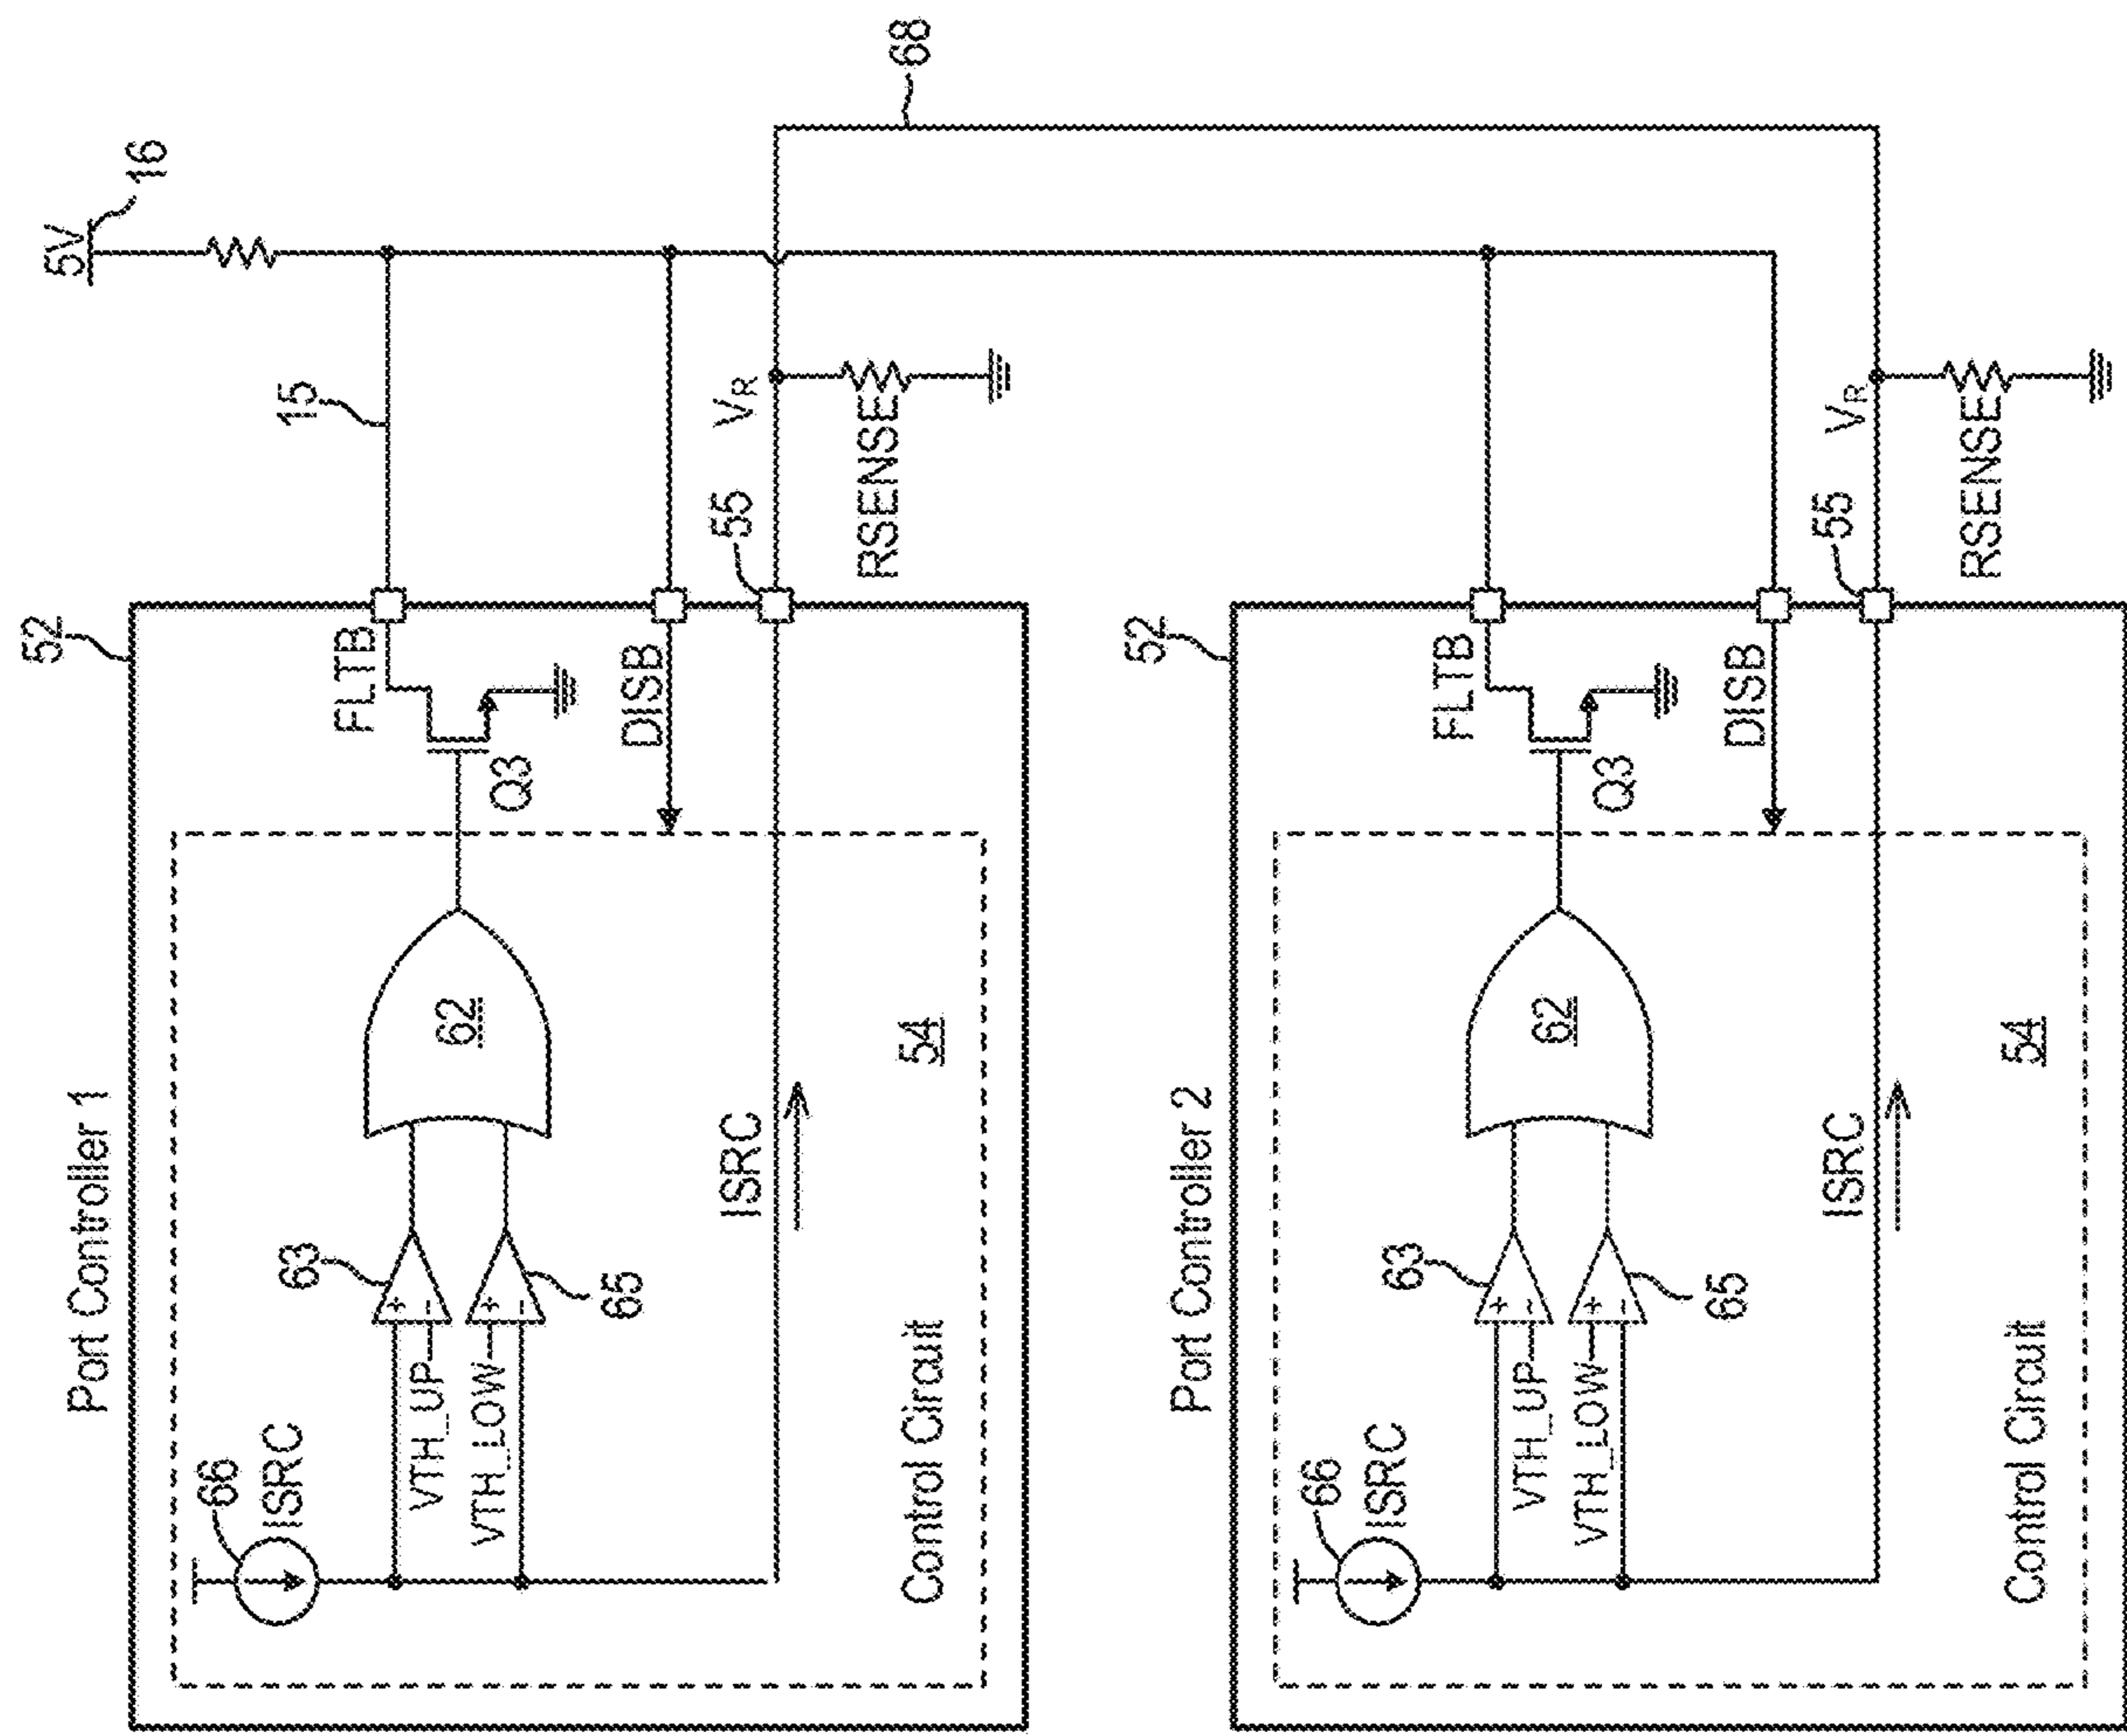 5V
16
68
15
52
FLTB
Q3
DISB
55
VR
RSENSE
Port Controller 1
62
63
65
VTH_UP
VTH_LOW
66
ISRC
ISRC
54
Control Circuit
Port Controller 2
52
FLTB
Q3
DISB
55
VR
RSENSE
62
63
65
VTH_UP
VTH_LOW
66
ISRC
ISRC
54
Control Circuit